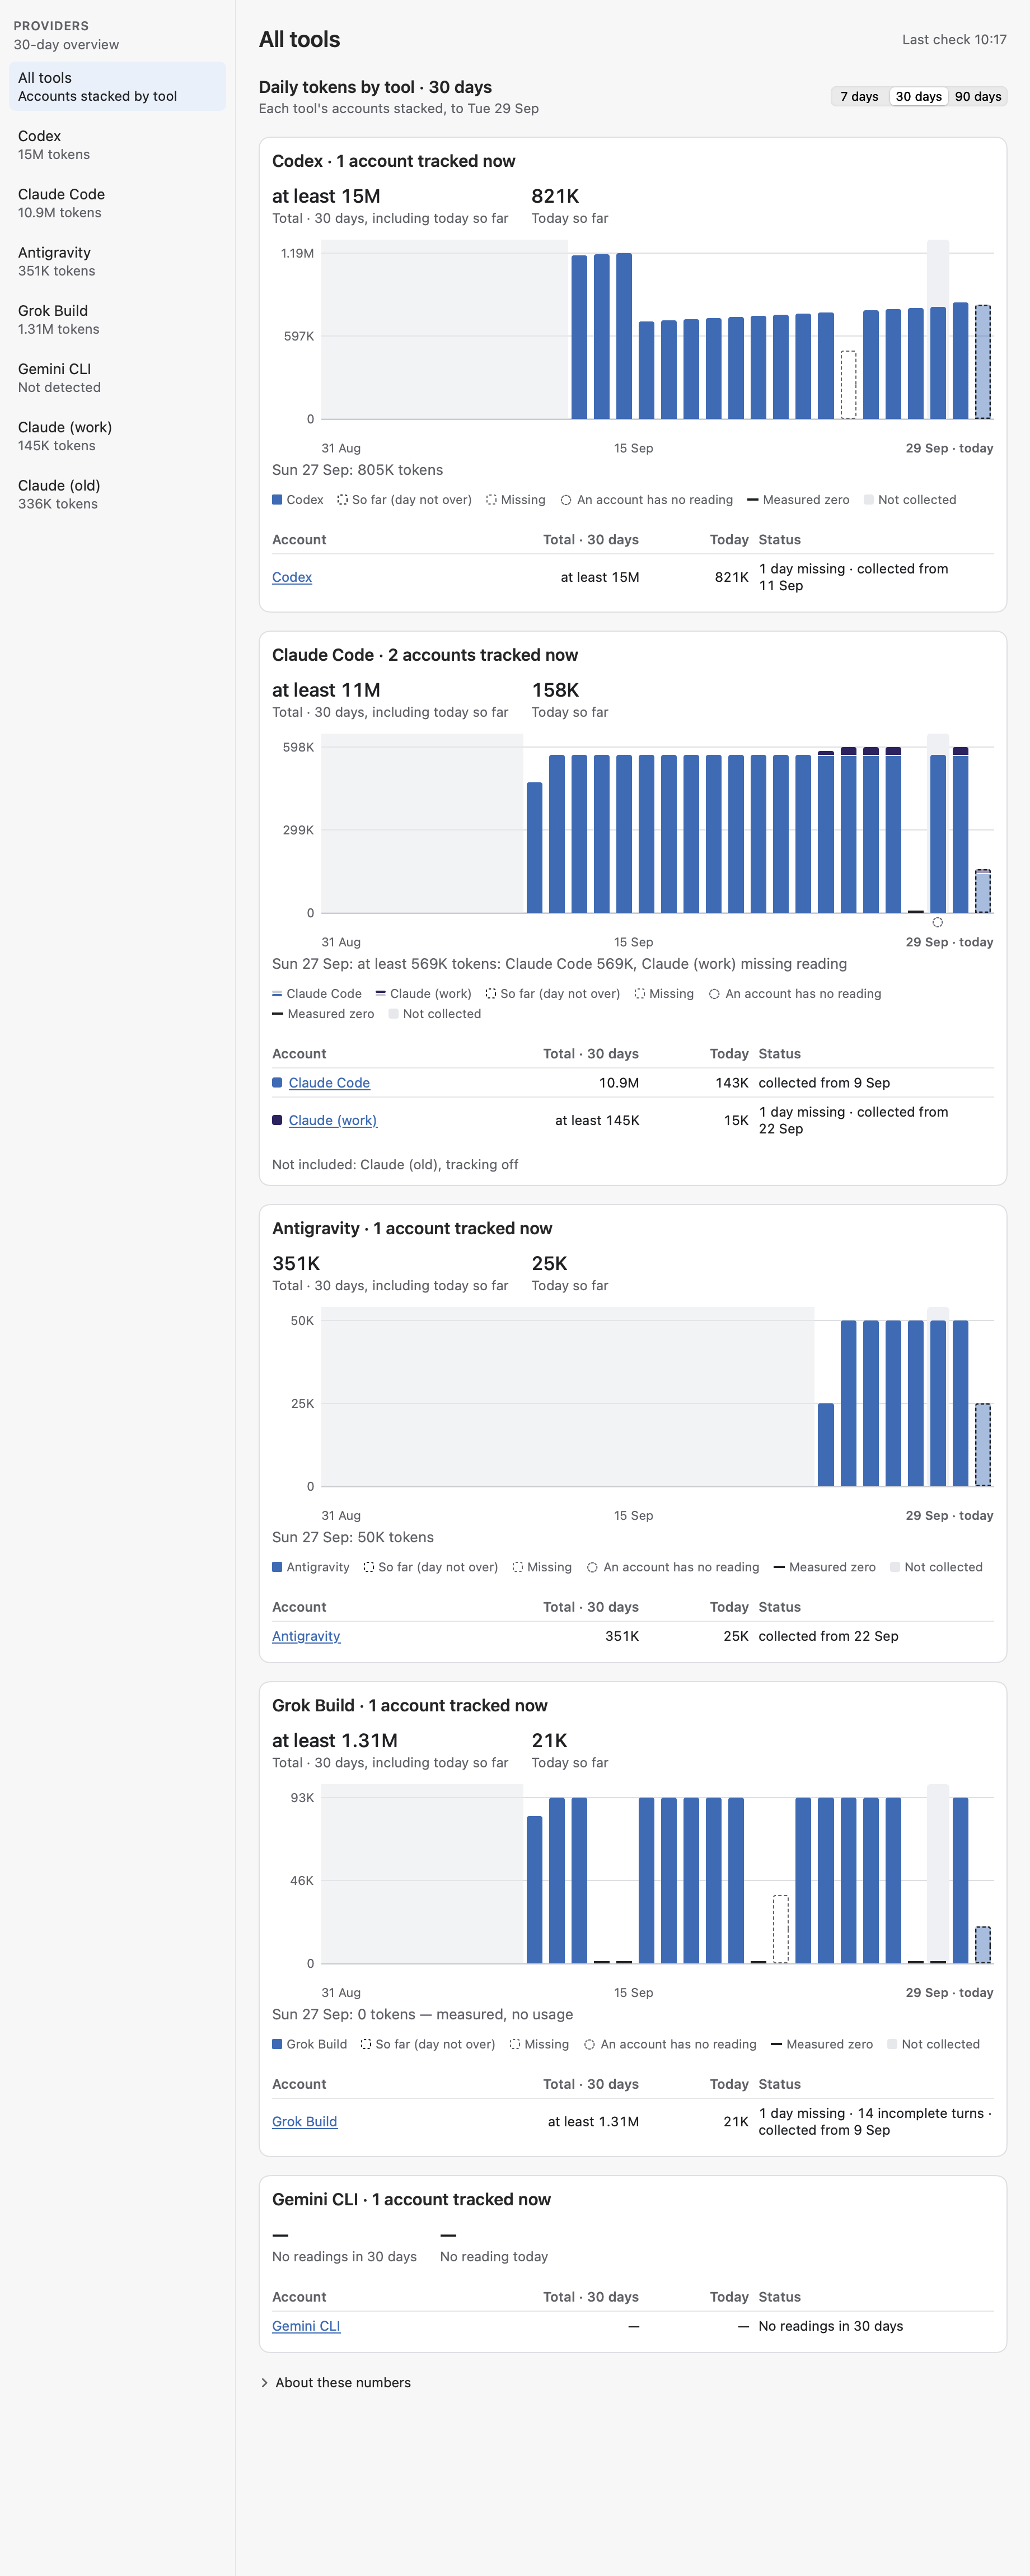 PROVIDERS
30-day overview
All tools
Accounts stacked by tool
Codex
15M tokens
Claude Code
10.9M tokens
Antigravity
351K tokens
Grok Build
1.31M tokens
Gemini CLI
Not detected
Claude (work)
145K tokens
Claude (old)
336K tokens
All tools
Last check 10:17
Daily tokens by tool · 30 days
Each tool's accounts stacked, to Tue 29 Sep
7 days 30 days 90 days
Codex · 1 account tracked now
at least 15M 821K
Total · 30 days, including today so far Today so far
1.19M
597K
0
31 Aug 15 Sep 29 Sep · today
Sun 27 Sep: 805K tokens
Codex So far (day not over) Missing An account has no reading Measured zero Not collected
Account Total · 30 days Today Status
Codex at least 15M 821K 1 day missing · collected from
11 Sep
Claude Code · 2 accounts tracked now
at least 11M 158K
Total · 30 days, including today so far Today so far
598K
299K
0
31 Aug 15 Sep 29 Sep · today
Sun 27 Sep: at least 569K tokens: Claude Code 569K, Claude (work) missing reading
Claude Code Claude (work) So far (day not over) Missing An account has no reading
Measured zero Not collected
Account Total · 30 days Today Status
Claude Code 10.9M 143K collected from 9 Sep
Claude (work) at least 145K 15K 1 day missing · collected from
22 Sep
Not included: Claude (old), tracking off
Antigravity · 1 account tracked now
351K 25K
Total · 30 days, including today so far Today so far
50K
25K
0
31 Aug 15 Sep 29 Sep · today
Sun 27 Sep: 50K tokens
Antigravity So far (day not over) Missing An account has no reading Measured zero Not collected
Account Total · 30 days Today Status
Antigravity 351K 25K collected from 22 Sep
Grok Build · 1 account tracked now
at least 1.31M 21K
Total · 30 days, including today so far Today so far
93K
46K
0
31 Aug 15 Sep 29 Sep · today
Sun 27 Sep: 0 tokens — measured, no usage
Grok Build So far (day not over) Missing An account has no reading Measured zero Not collected
Account Total · 30 days Today Status
Grok Build at least 1.31M 21K 1 day missing · 14 incomplete turns ·
collected from 9 Sep
Gemini CLI · 1 account tracked now
— —
No readings in 30 days No reading today
Account Total · 30 days Today Status
Gemini CLI — — No readings in 30 days
About these numbers